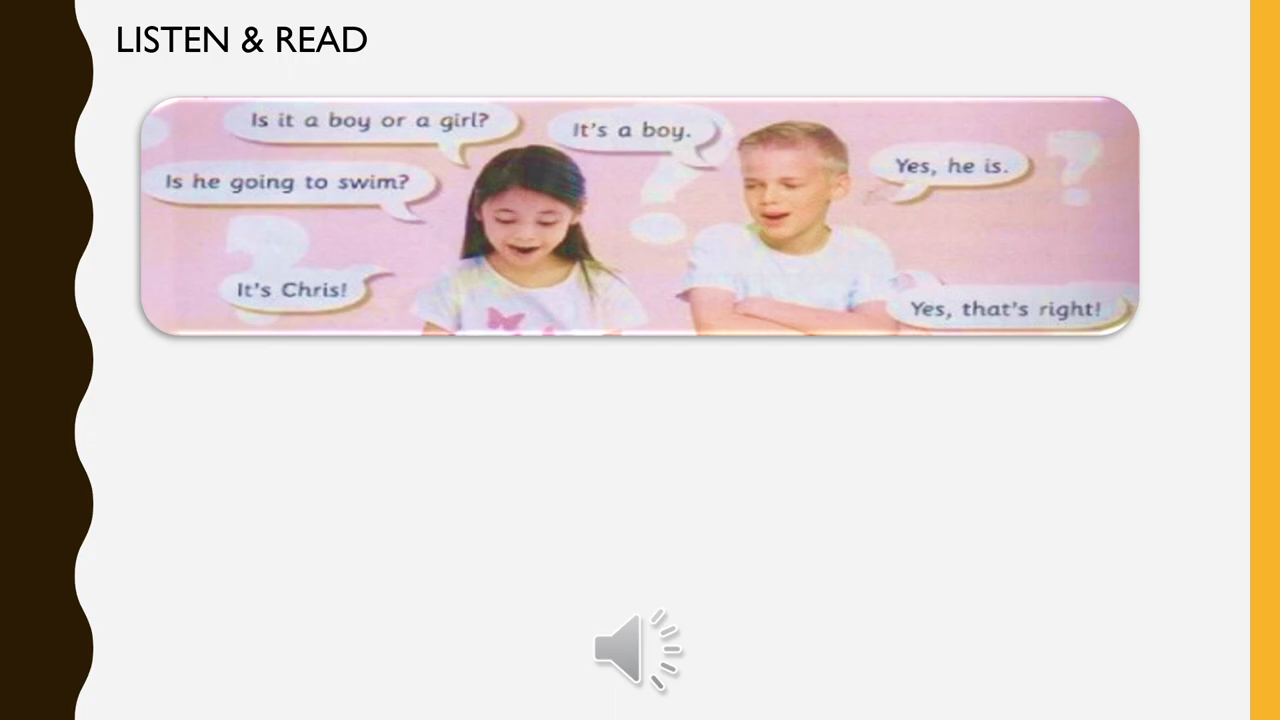 LISTEN & READ
Is it a boy or a girl?
It's a boy.
Is he going to swim?
Yes, he is.
It's Chris!
Yes, that's right!